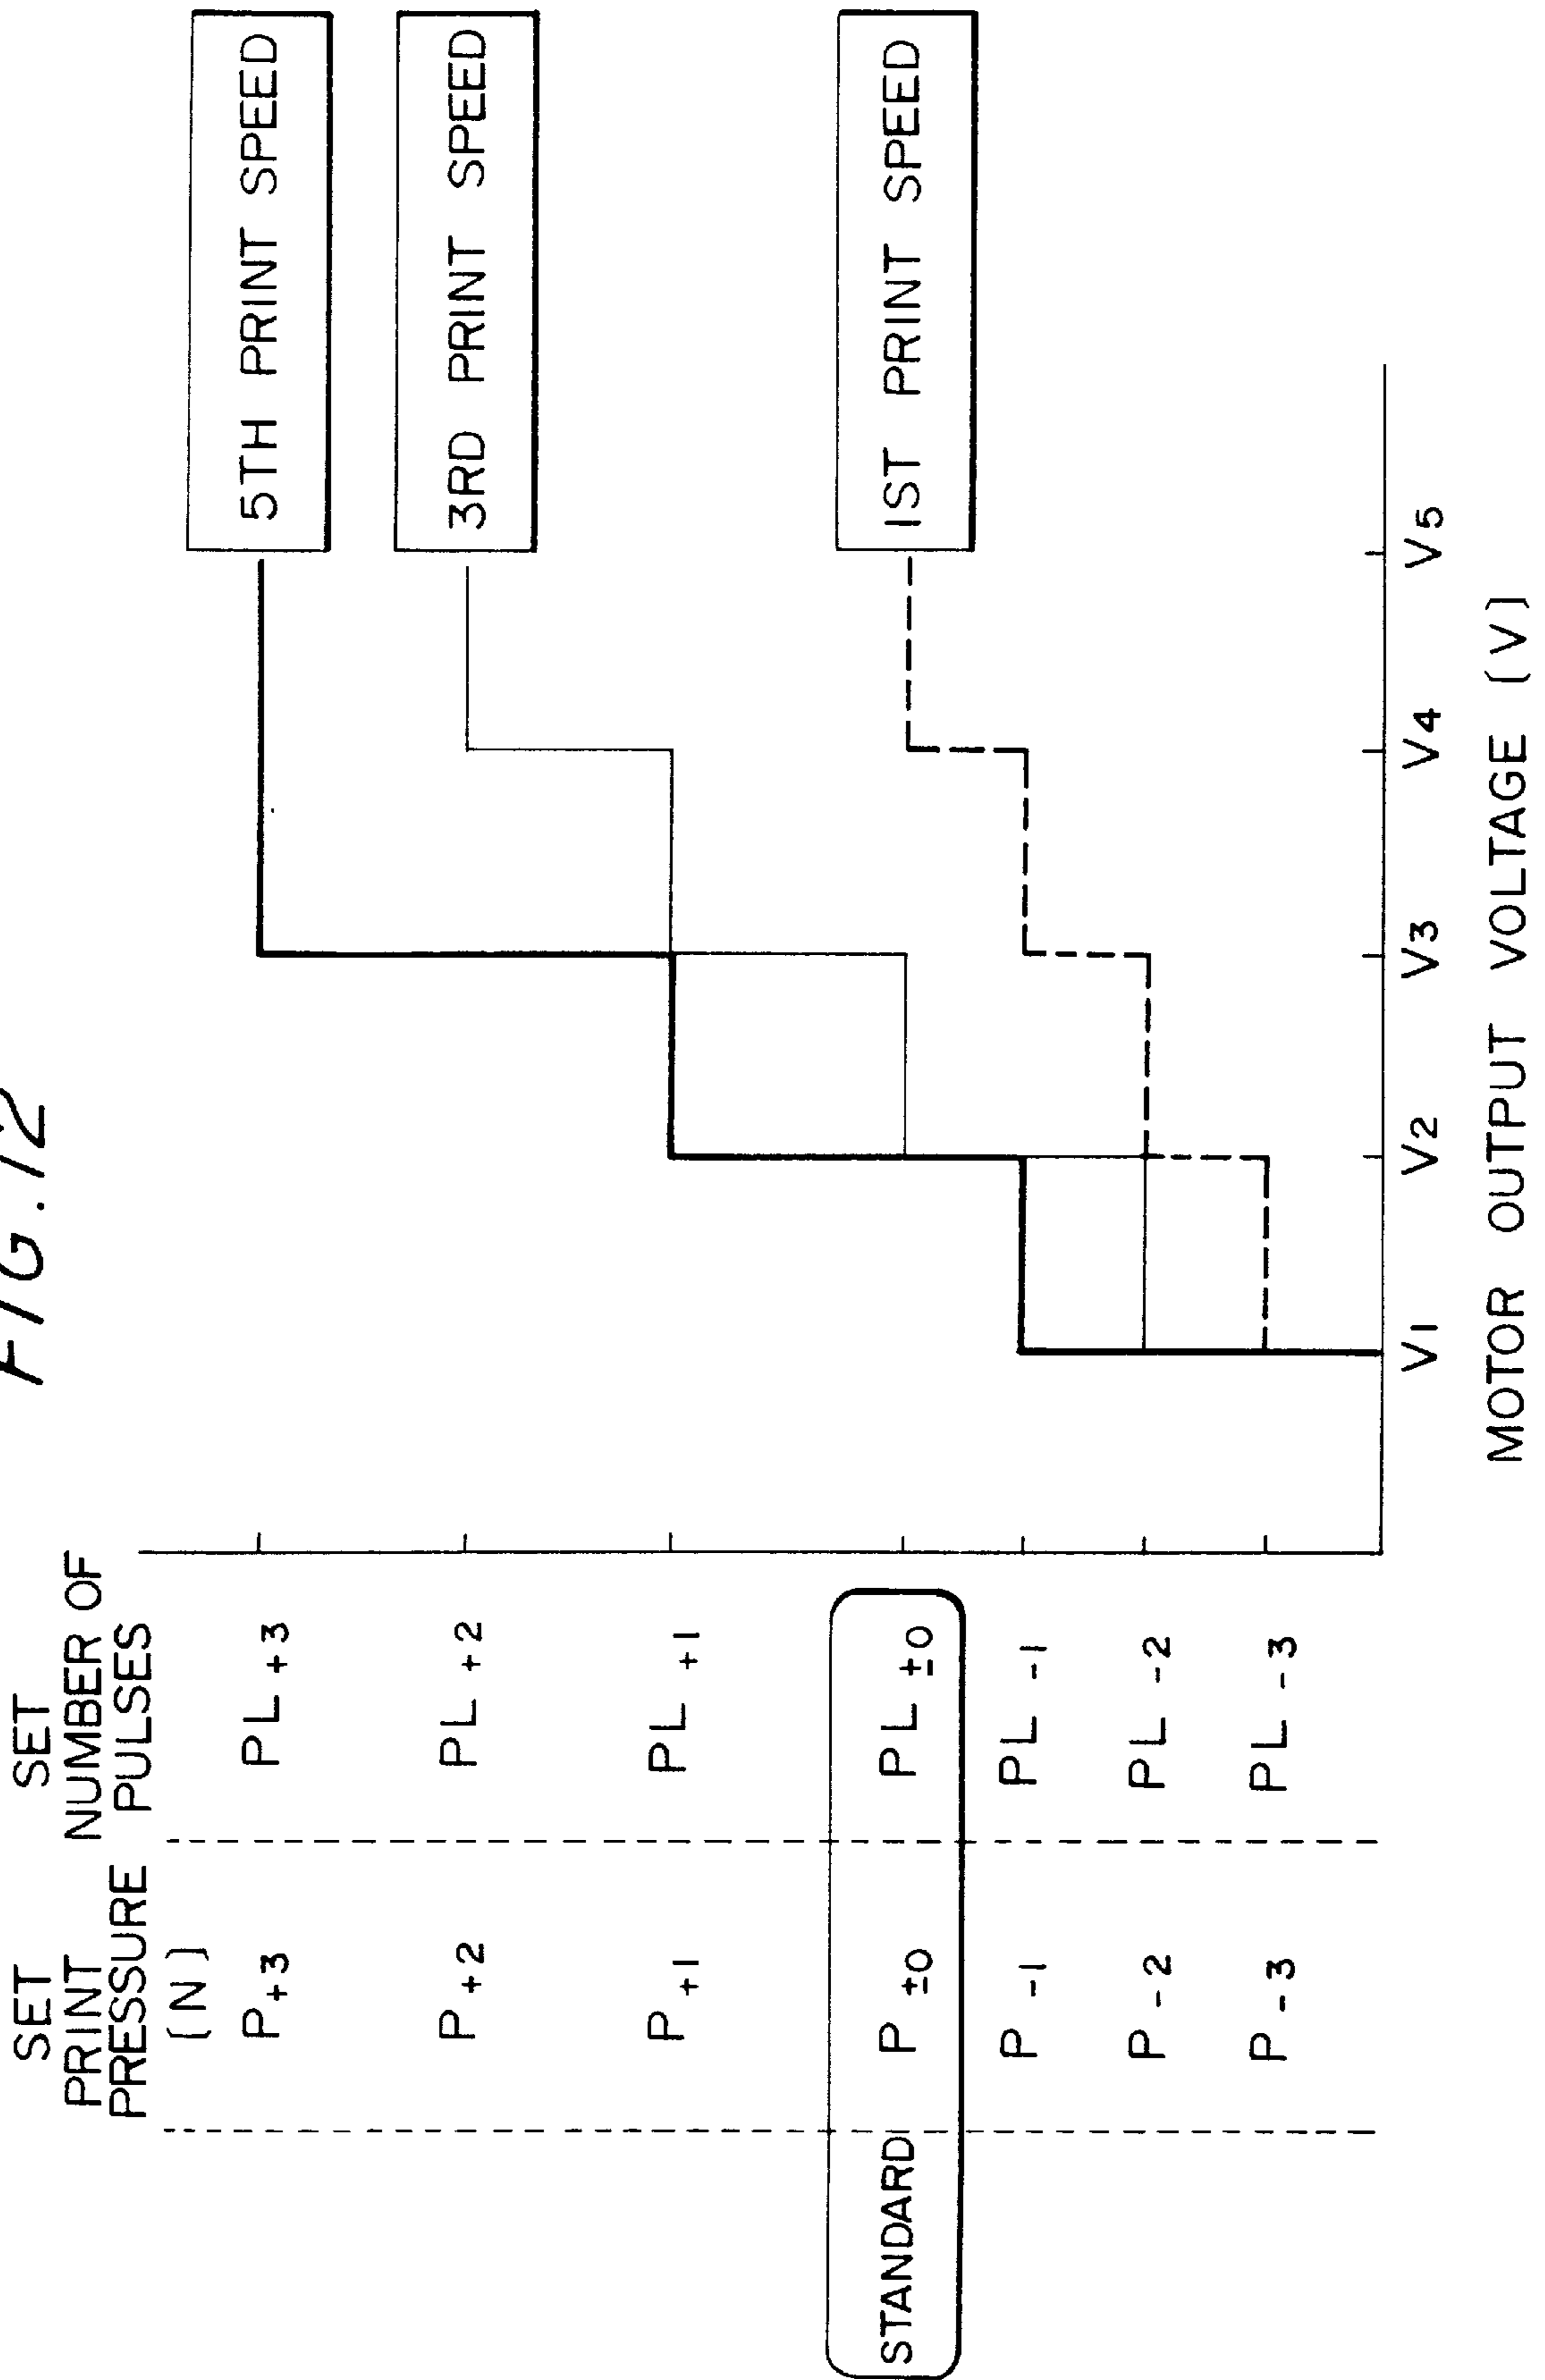 FIG.12
SET
PRINT
PRESSURE
[N]
SET
NUMBER OF
PULSES
P+3 PL+3
P+2 PL+2
P+1 PL+1
STANDARD P±0 PL±0
P-1 PL-1
P-2 PL-2
P-3 PL-3
5TH PRINT SPEED
3RD PRINT SPEED
1ST PRINT SPEED
V1 V2 V3 V4 V5
MOTOR OUTPUT VOLTAGE [V]